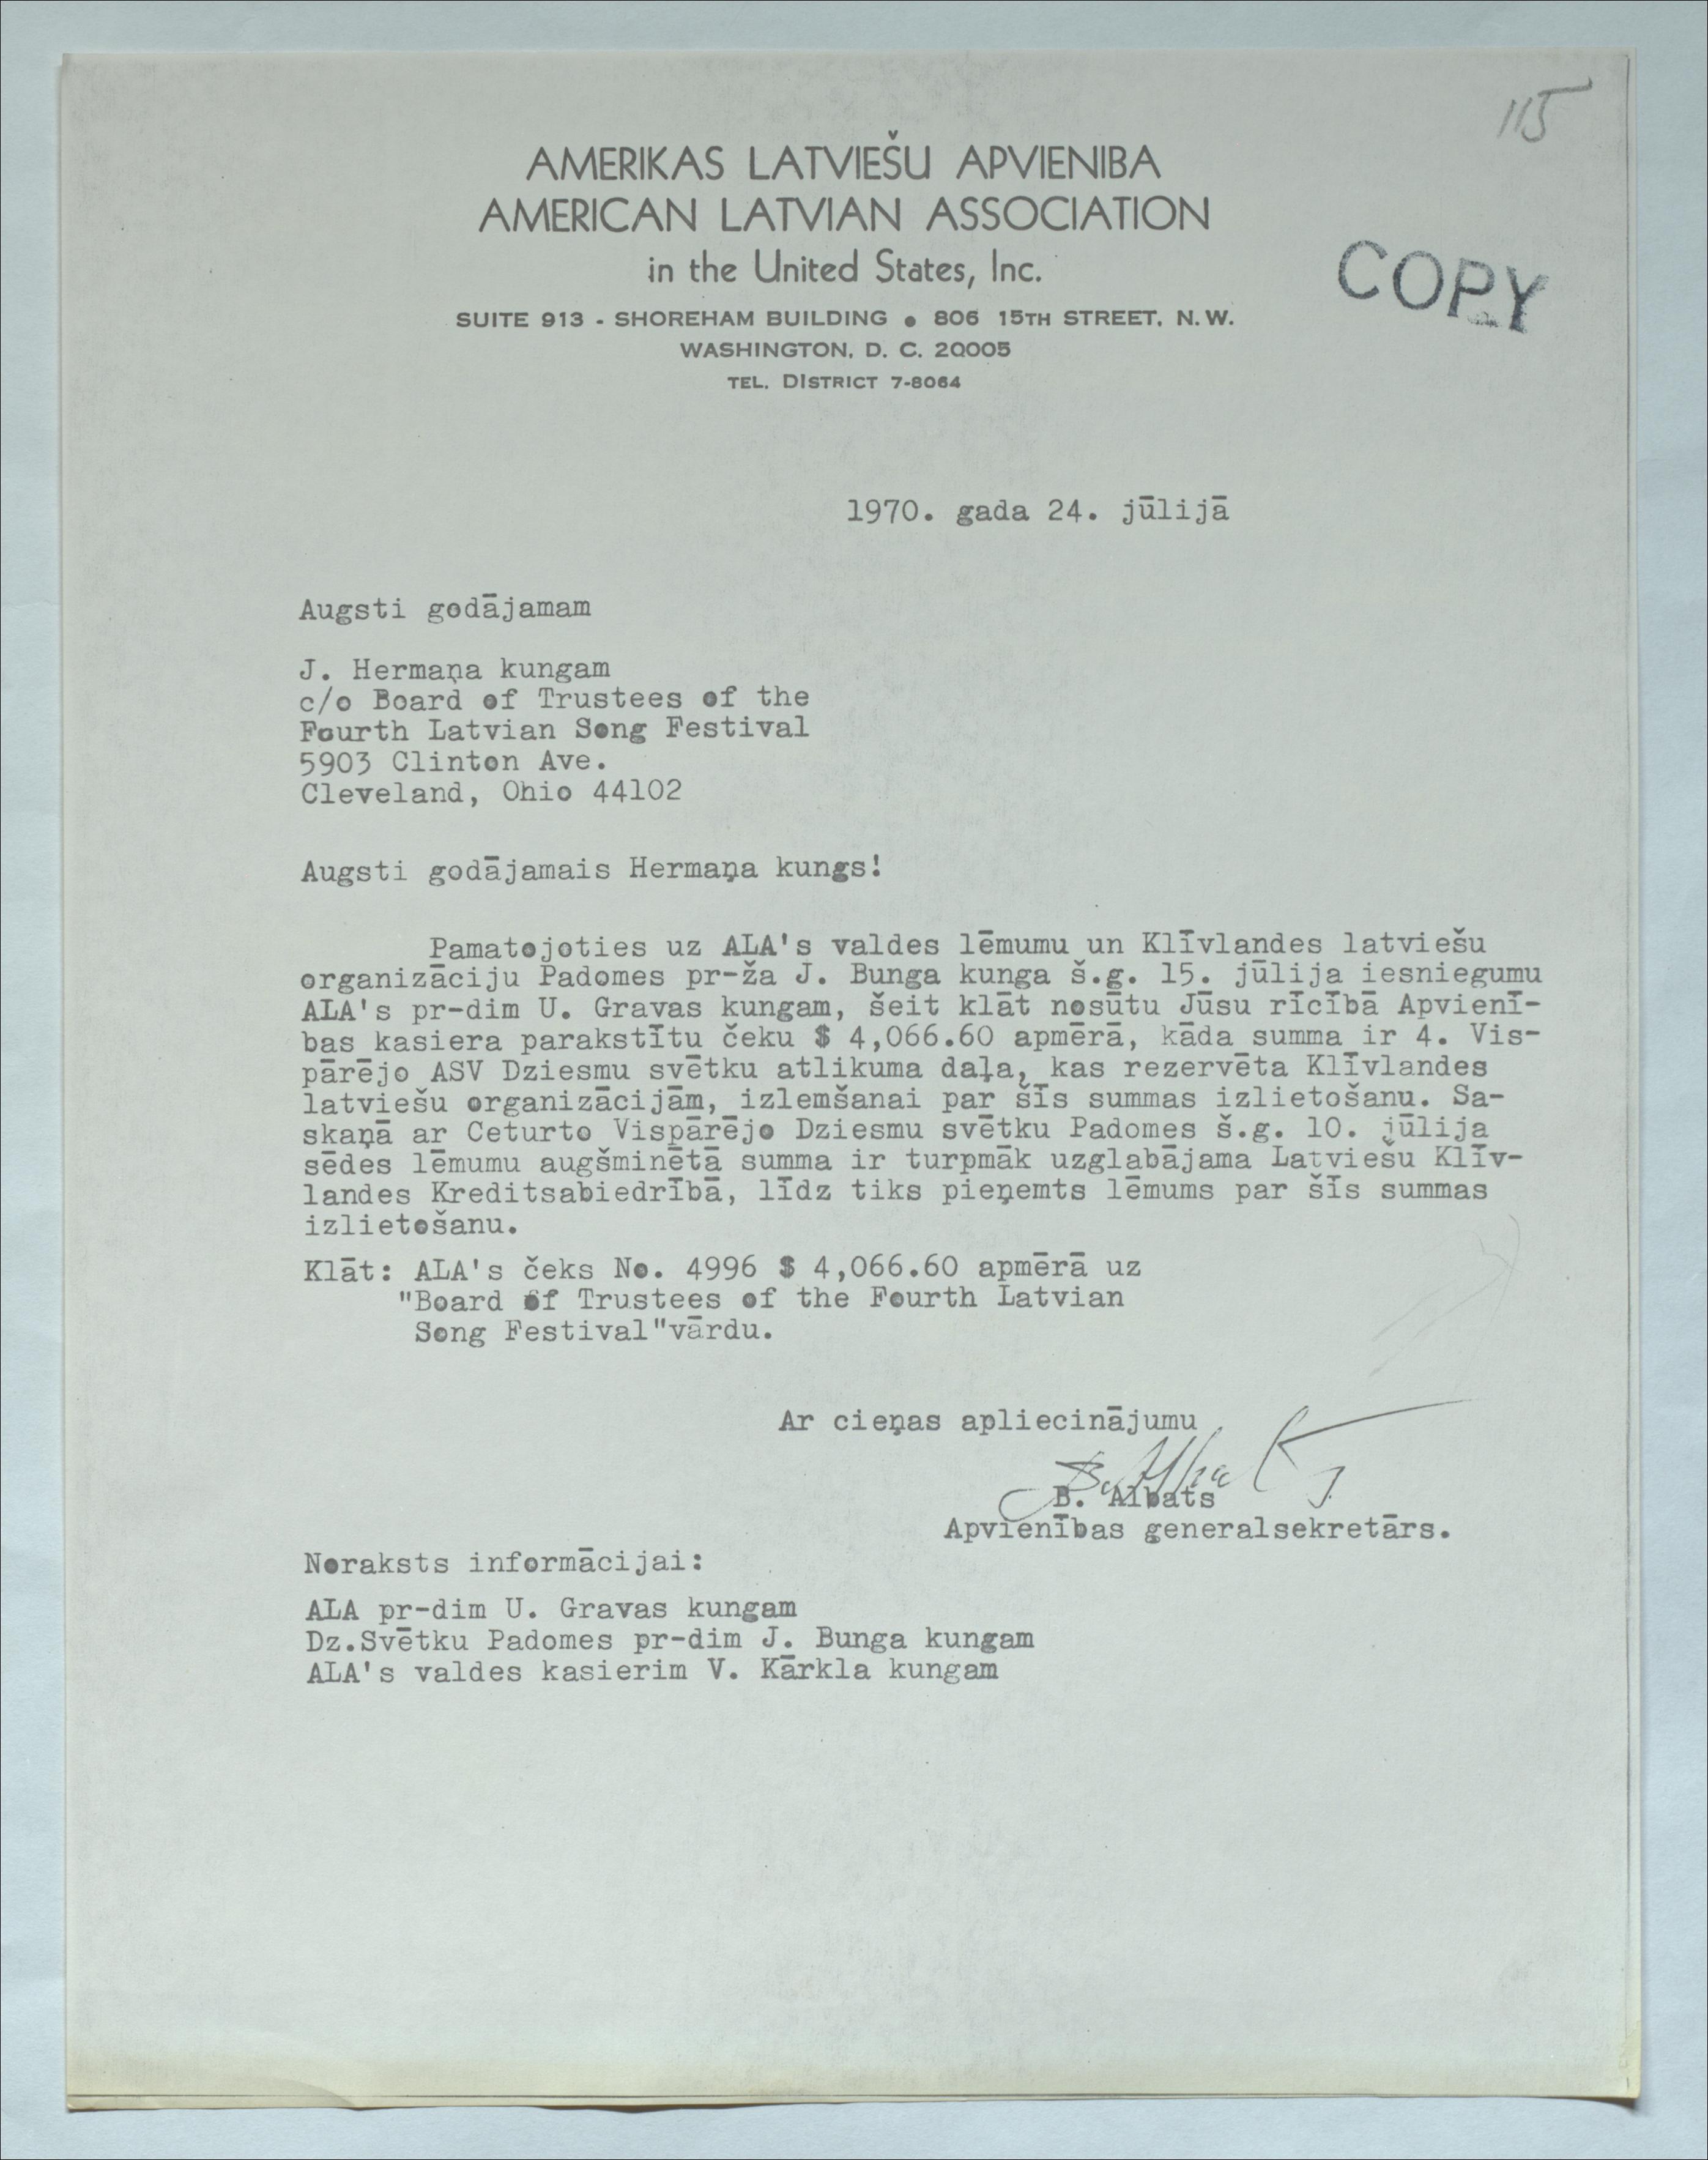 115
AMERIKAS LATVIEŠU APVIENIBA
AMERICAN LATVIAN ASSOCIATION
in the United States, Inc.
COPY
SUITE 913 - SHOREHAM BUILDING • 806 15TH STREET, N.W.
WASHINGTON, D. C. 20005
TEL. DISTRICT 7-8064
1970. gada 24. jūlijā
Augsti godājamam
J. Hermaņa kungam
c/o Board of Trustees of the
Fourth Latvian Song Festival
5903 Clinton Ave.
Cleveland, Ohio 44102
Augsti godājamais Hermaņa kungs!
Pamatojoties uz ALA's valdes lēmumu un Klīvlandes latviešu
organizāciju Padomes pr-ža J. Bunga kunga š.g. 15. jūlija iesniegumu
ALA's pr-dim U. Gravas kungam, šeit klāt nosūtu Jūsu rīcībā Apvienī-
bas kasiera parakstītu čeku $ 4,066.60 apmērā, kāda summa ir 4. Vis-
pārējo ASV Dziesmu svētku atlikuma daļa, kas rezervēta Klīvlandes
latviešu organizācijām, izlemšanai par šīs summas izlietošanu. Sa-
skaņā ar Ceturto Vispārējo Dziesmu svētku Padomes š.g. 10. jūlija
sēdes lēmumu augšminētā summa ir turpmāk uzglabājama Latviešu Klīv-
landes Kreditsabiedrībā, līdz tiks pieņemts lēmums par šīs summas
izlietošanu.
Klāt: ALA's čeks No. 4996 $ 4,066.60 apmērā uz
"Board of Trustees of the Fourth Latvian
Song Festival"vārdu.
Ar cieņas apliecinājumu
B. Albats
Apvienības generalsekretārs.
Noraksts informācijai:
ALA pr-dim U. Gravas kungam
Dz.Svētku Padomes pr-dim J. Bunga kungam
ALA's valdes kasierim V. Kārkla kungam